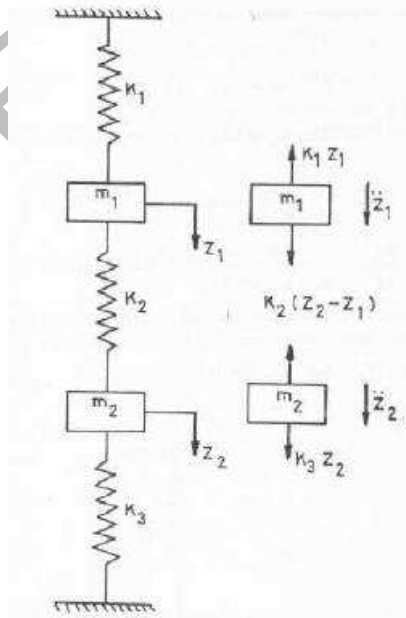 K₁
K₁ Z₁
m₁
m₁
Z̈₁
Z₁
K₂
K₂ (Z₂-Z₁)
m₂
m₂
Z̈₂
Z₂
K₃ Z₂
K₃